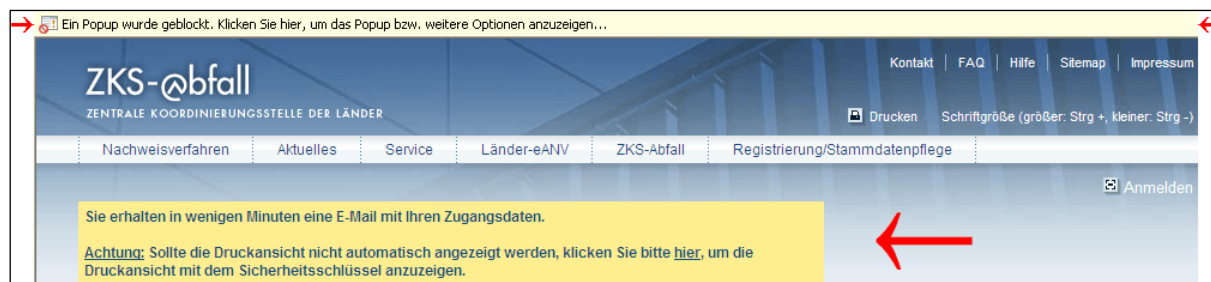 Ein Popup wurde geblockt. Klicken Sie hier, um das Popup bzw. weitere Optionen anzuzeigen...
Kontakt | FAQ | Hilfe | Sitemap | Impressum
ZKS-@bfall
ZENTRALE KOORDINIERUNGSSTELLE DER LÄNDER
Drucken Schriftgröße (größer: Strg +, kleiner: Strg -)
Nachweisverfahren Aktuelles Service Länder-eANV ZKS-Abfall Registrierung/Stammdatenpflege
Anmelden
Sie erhalten in wenigen Minuten eine E-Mail mit Ihren Zugangsdaten.
Achtung: Sollte die Druckansicht nicht automatisch angezeigt werden, klicken Sie bitte hier, um die
Druckansicht mit dem Sicherheitsschlüssel anzuzeigen.